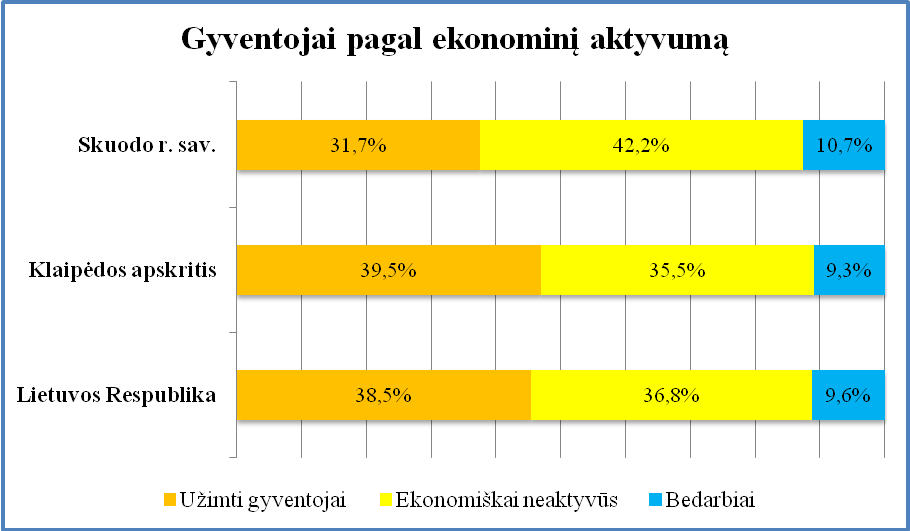 Gyventojai pagal ekonominį aktyvumą
Skuodo r. sav.
31,7%
42,2%
10,7%
Klaipėdos apskritis
39,5%
35,5%
9,3%
Lietuvos Respublika
38,5%
36,8%
9,6%
Užimti gyventojai
Ekonomiškai neaktyvūs
Bedarbiai